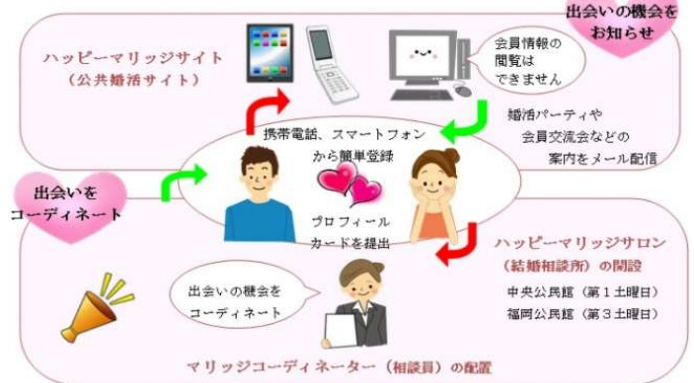 出会いの機会を
お知らせ
ハッピーマリッジサイト
（公共婚活サイト）
会員情報の
閲覧は
できません
婚活パーティや
会員交流会などの
案内をメール配信
携帯電話、スマートフォン
から簡単登録
出会いを
コーディネート
プロフィール
カードを提出
ハッピーマリッジサロン
（結婚相談所）の開設
中央公民館（第１土曜日）
福岡公民館（第３土曜日）
出会いの機会を
コーディネート
マリッジコーディネーター（相談員）の配置